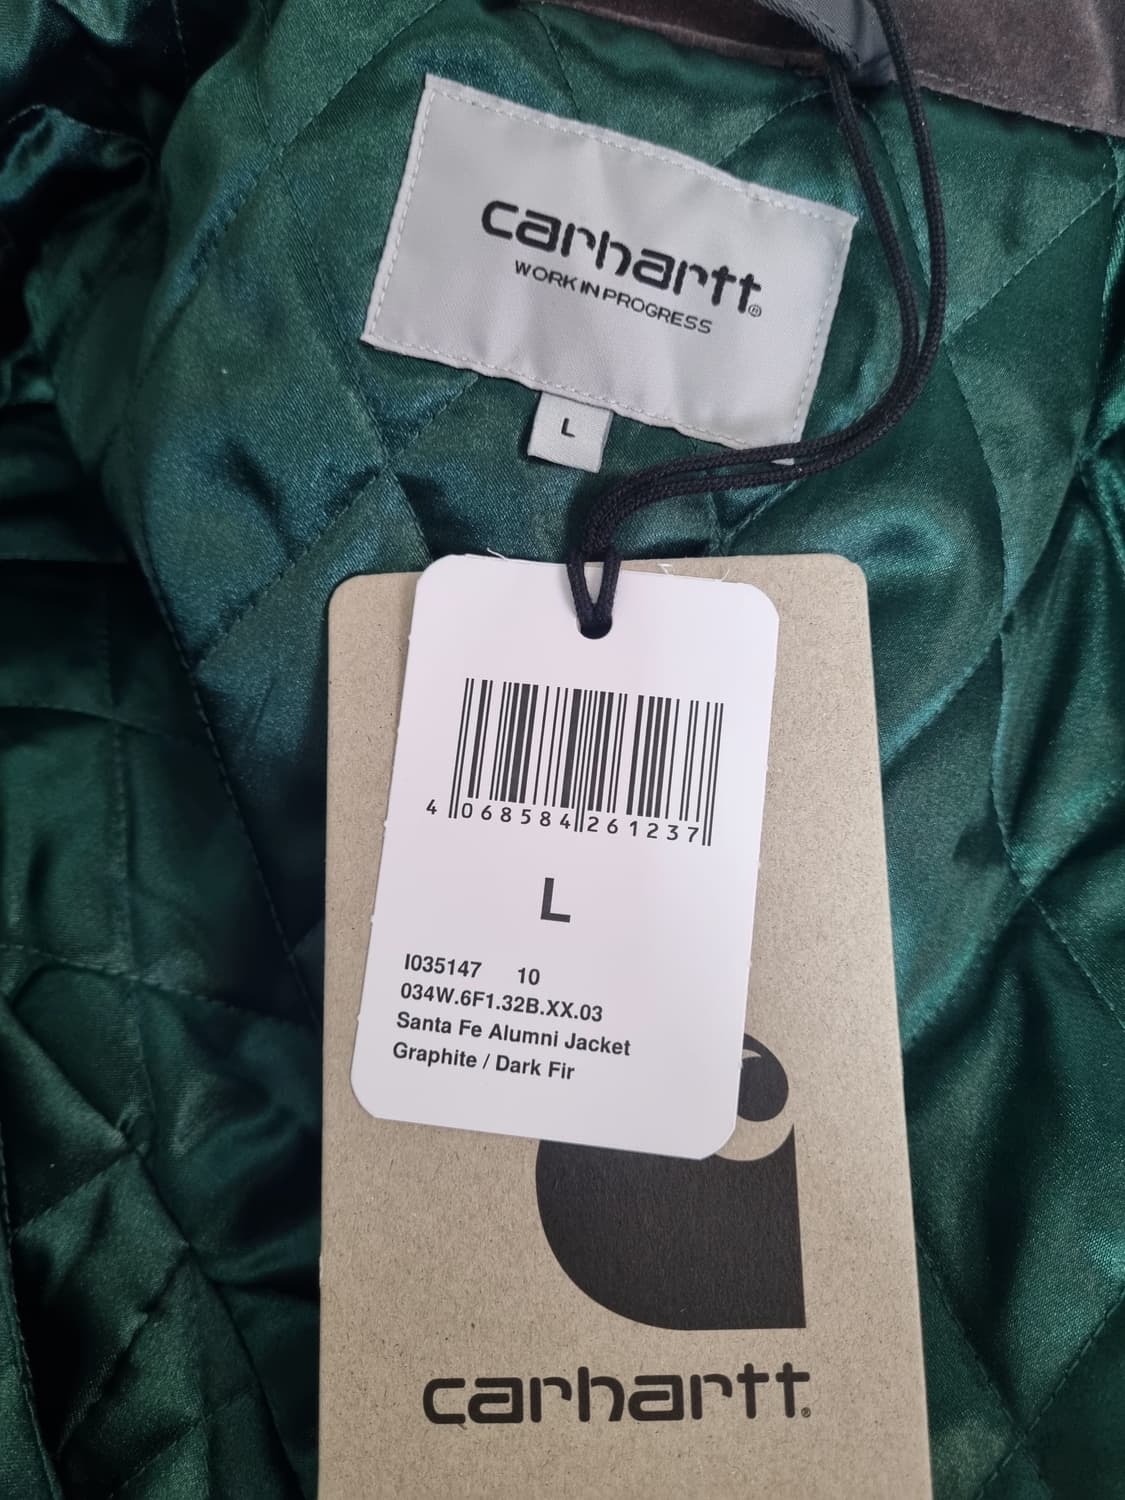 carhartt®
WORK IN PROGRESS
L
4 068584 261237
L
I035147 10
034W.6F1.32B.XX.03
Santa Fe Alumni Jacket
Graphite / Dark Fir
carhartt®